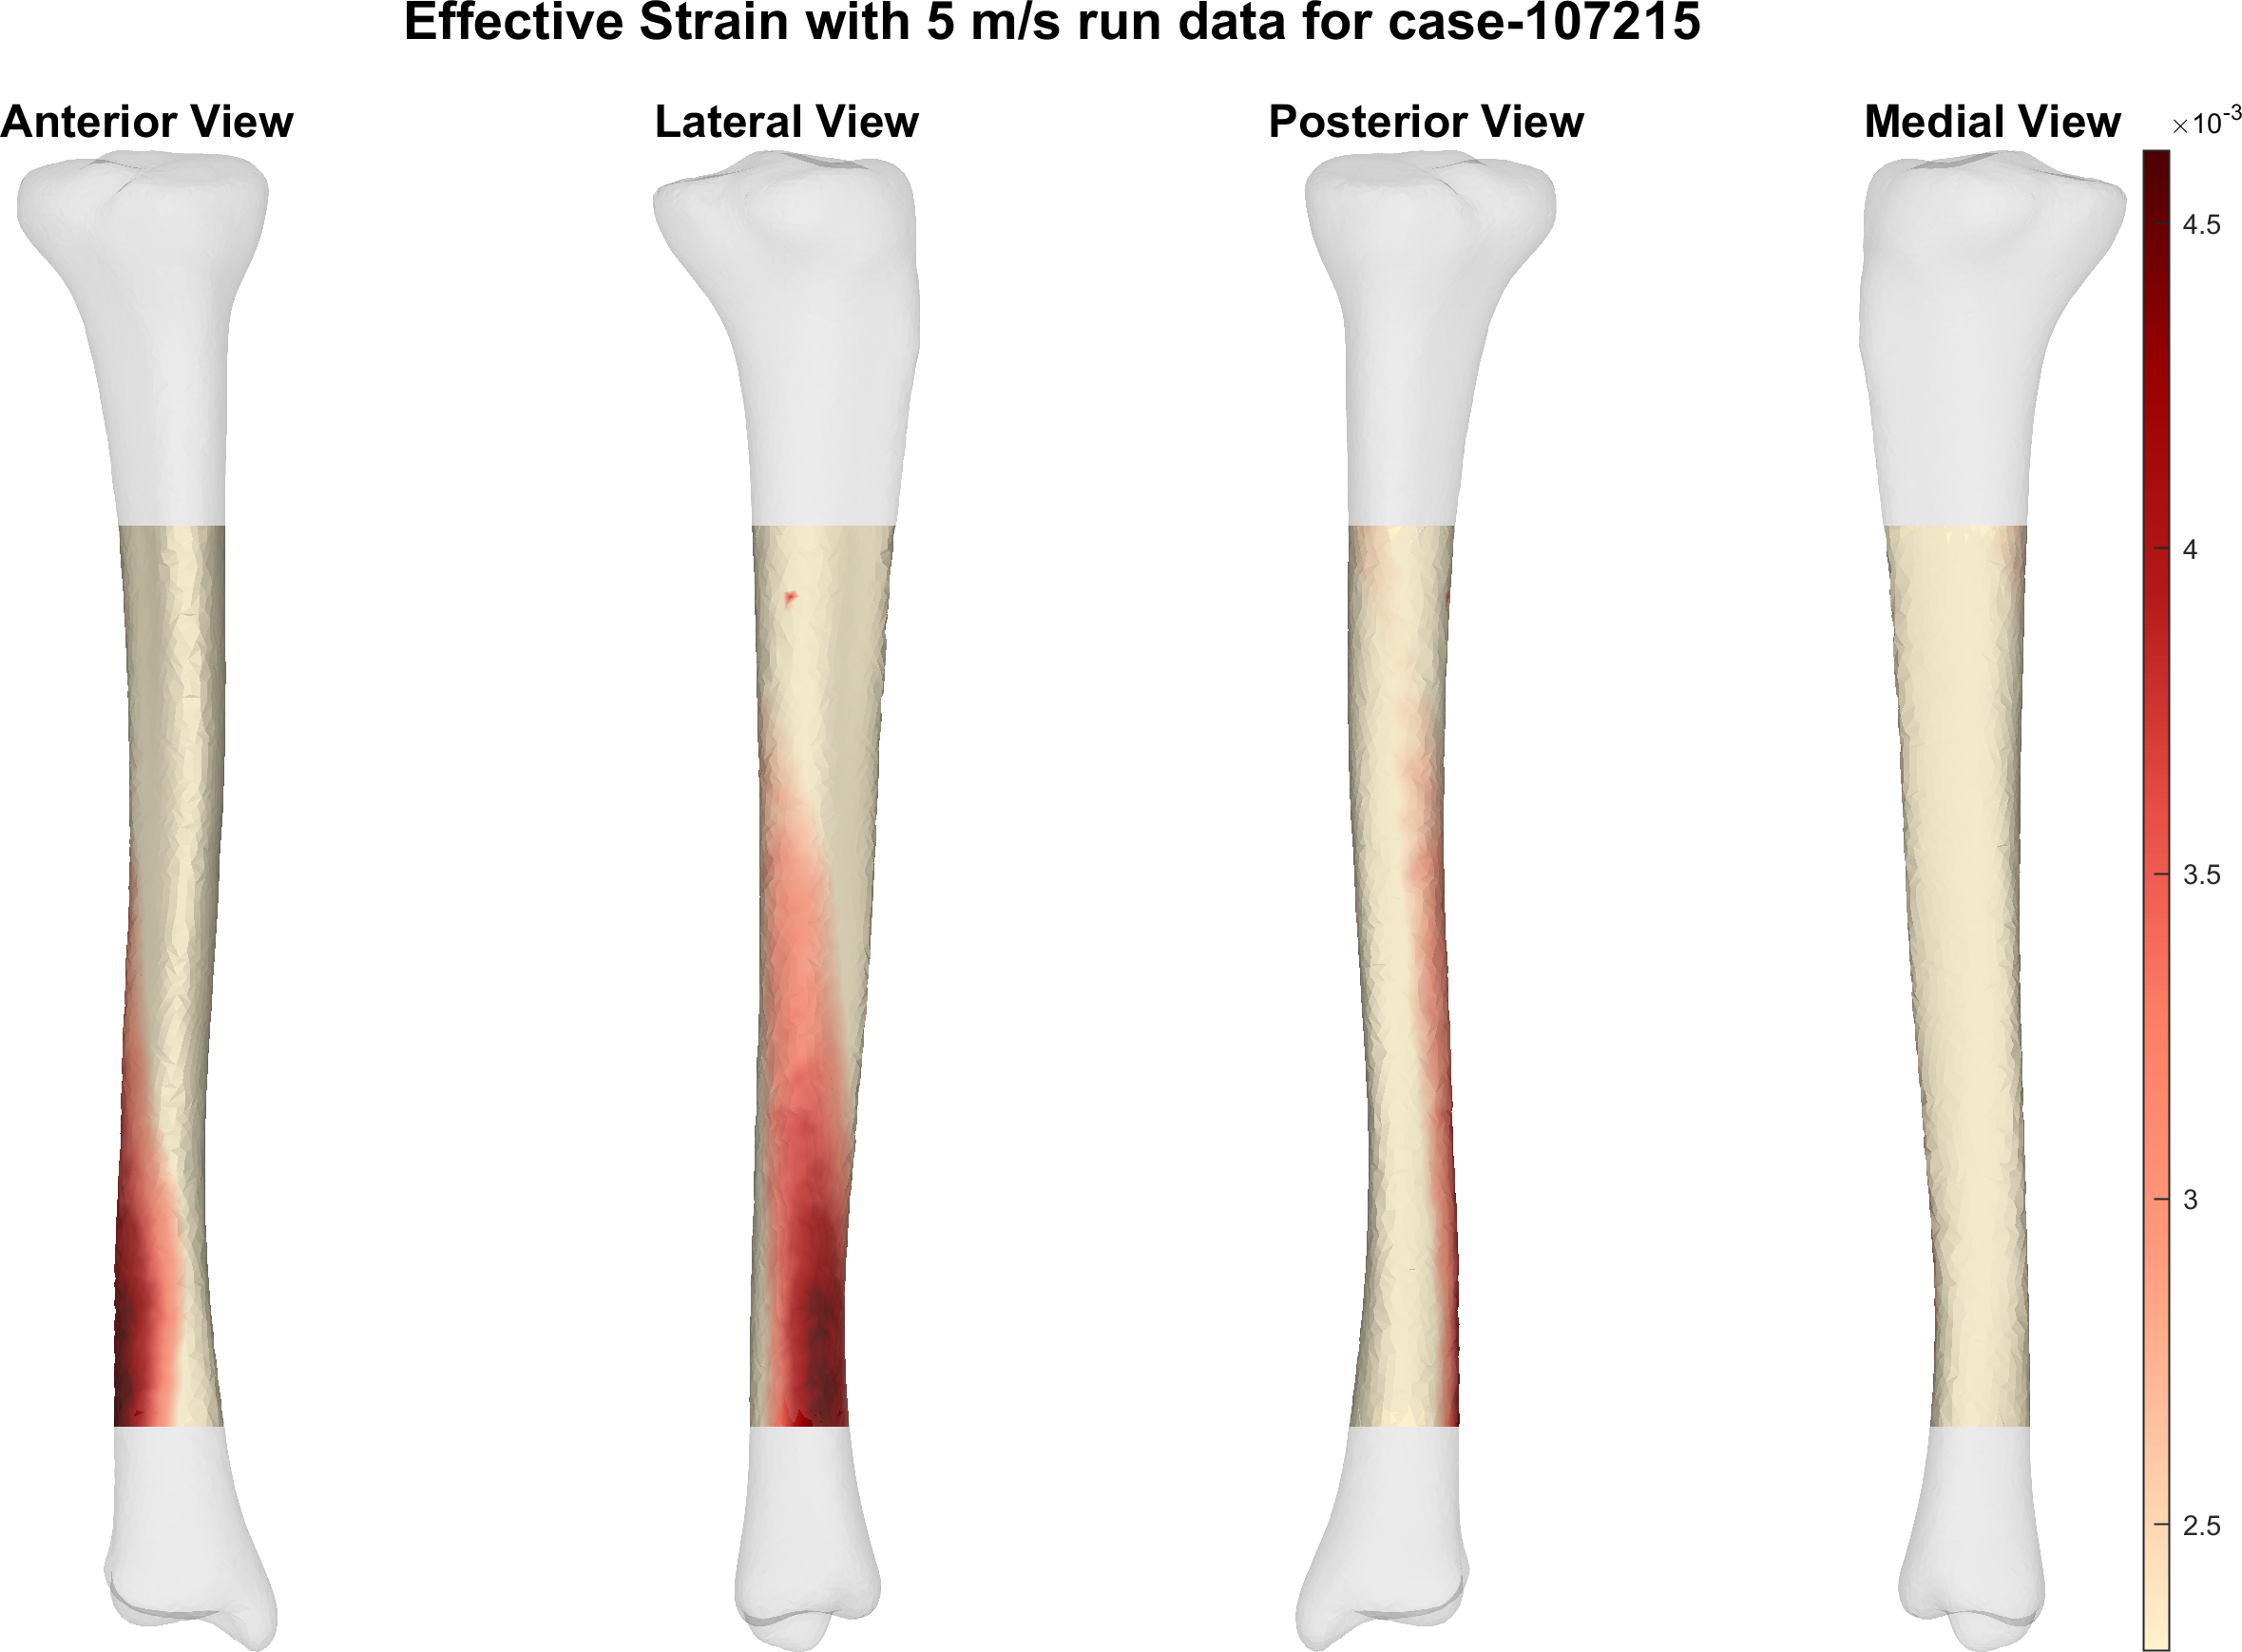 Effective Strain with 5 m/s run data for case-107215
Anterior View
Lateral View
Posterior View
Medial View
×10-3
4.5
4
3.5
3
2.5